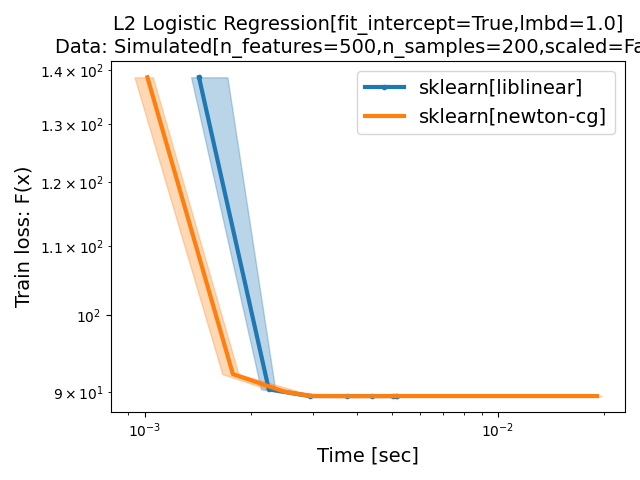 L2 Logistic Regression[fit_intercept=True,lmbd=1.0]
Data: Simulated[n_features=500,n_samples=200,scaled=Fa
sklearn[liblinear]
sklearn[newton-cg]
Train loss: F(x)
1.4 × 10²
1.3 × 10²
1.2 × 10²
1.1 × 10²
10²
9 × 10¹
10⁻³
10⁻²
Time [sec]